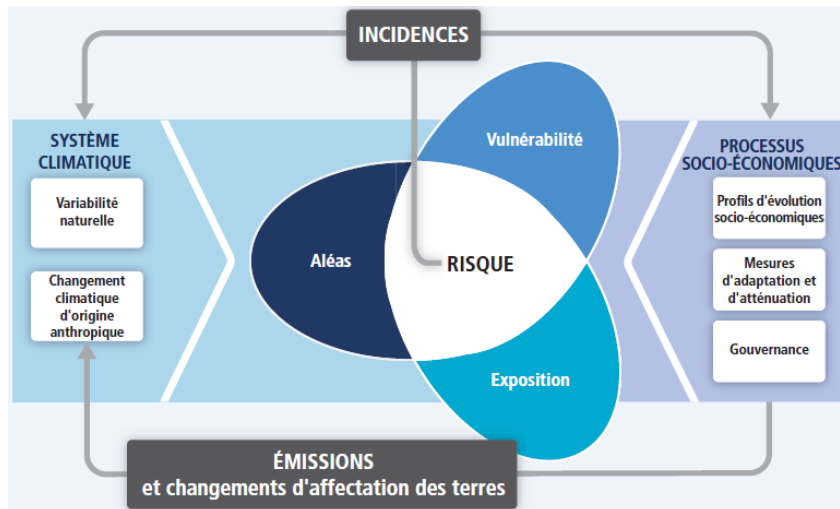 INCIDENCES
SYSTÈME
CLIMATIQUE
Variabilité
naturelle
Changement
climatique
d'origine
anthropique
Vulnérabilité
Aléas
RISQUE
Exposition
PROCESSUS
SOCIO-ÉCONOMIQUES
Profils d'évolution
socio-économiques
Mesures
d'adaptation et
d'atténuation
Gouvernance
ÉMISSIONS
et changements d'affectation des terres